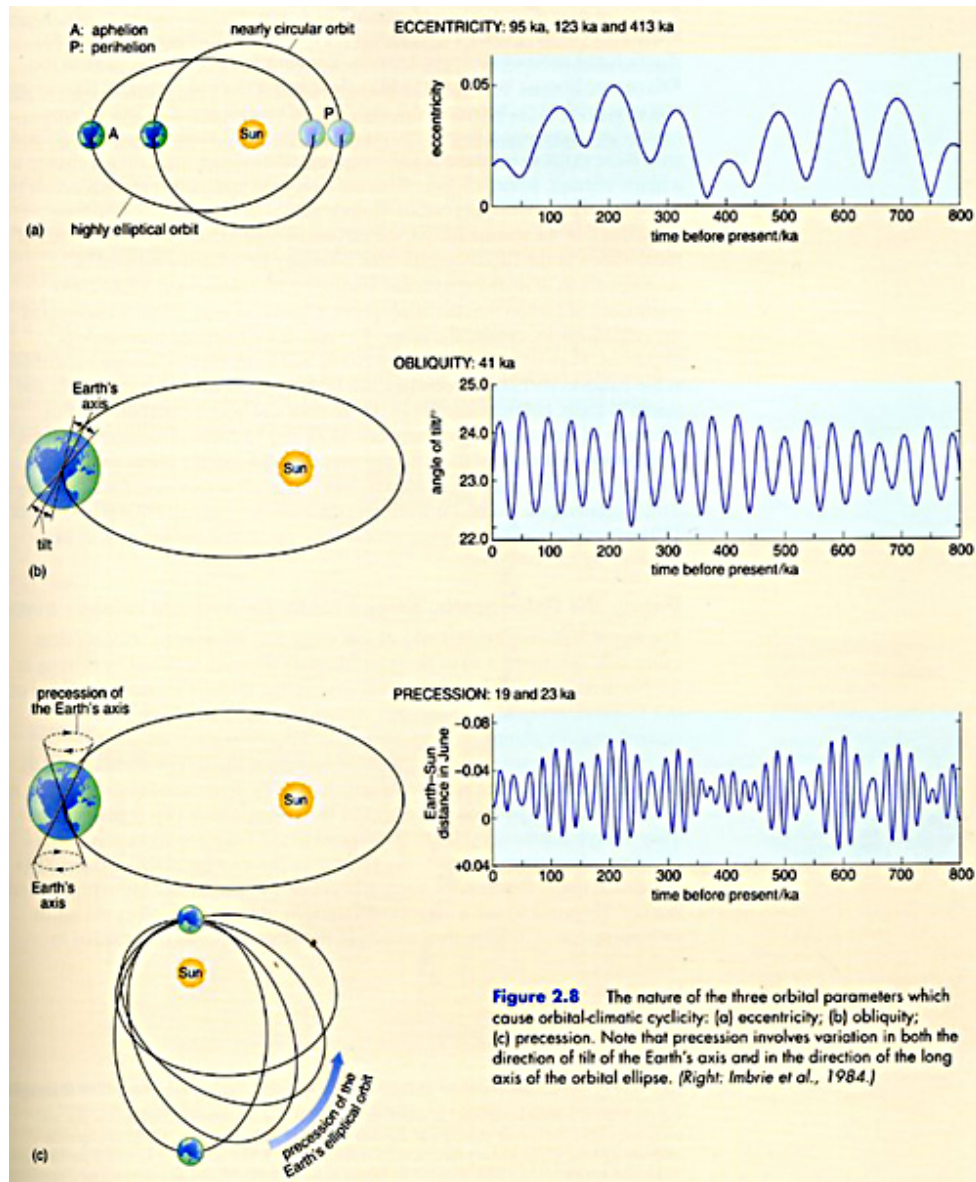 A: aphelion
P: perihelion
nearly circular orbit
A
Sun
P
(a)
highly elliptical orbit
ECCENTRICITY: 95 ka, 123 ka and 413 ka
eccentricity
0.05
0
100 200 300 400 500 600 700 800
time before present/ka
Earth's
axis
Sun
tilt
(b)
OBLIQUITY: 41 ka
angle of tilt/°
25.0
24.0
23.0
22.0
0 100 200 300 400 500 600 700 800
time before present/ka
precession of
the Earth's axis
Sun
Earth's
axis
PRECESSION: 19 and 23 ka
Earth–Sun
distance in June
–0.08
–0.04
0
+0.04
0 100 200 300 400 500 600 700 800
time before present/ka
Sun
precession of the
Earth's elliptical orbit
(c)
Figure 2.8 The nature of the three orbital parameters which
cause orbital-climatic cyclicity: (a) eccentricity; (b) obliquity;
(c) precession. Note that precession involves variation in both the
direction of tilt of the Earth's axis and in the direction of the long
axis of the orbital ellipse. (Right: Imbrie et al., 1984.)